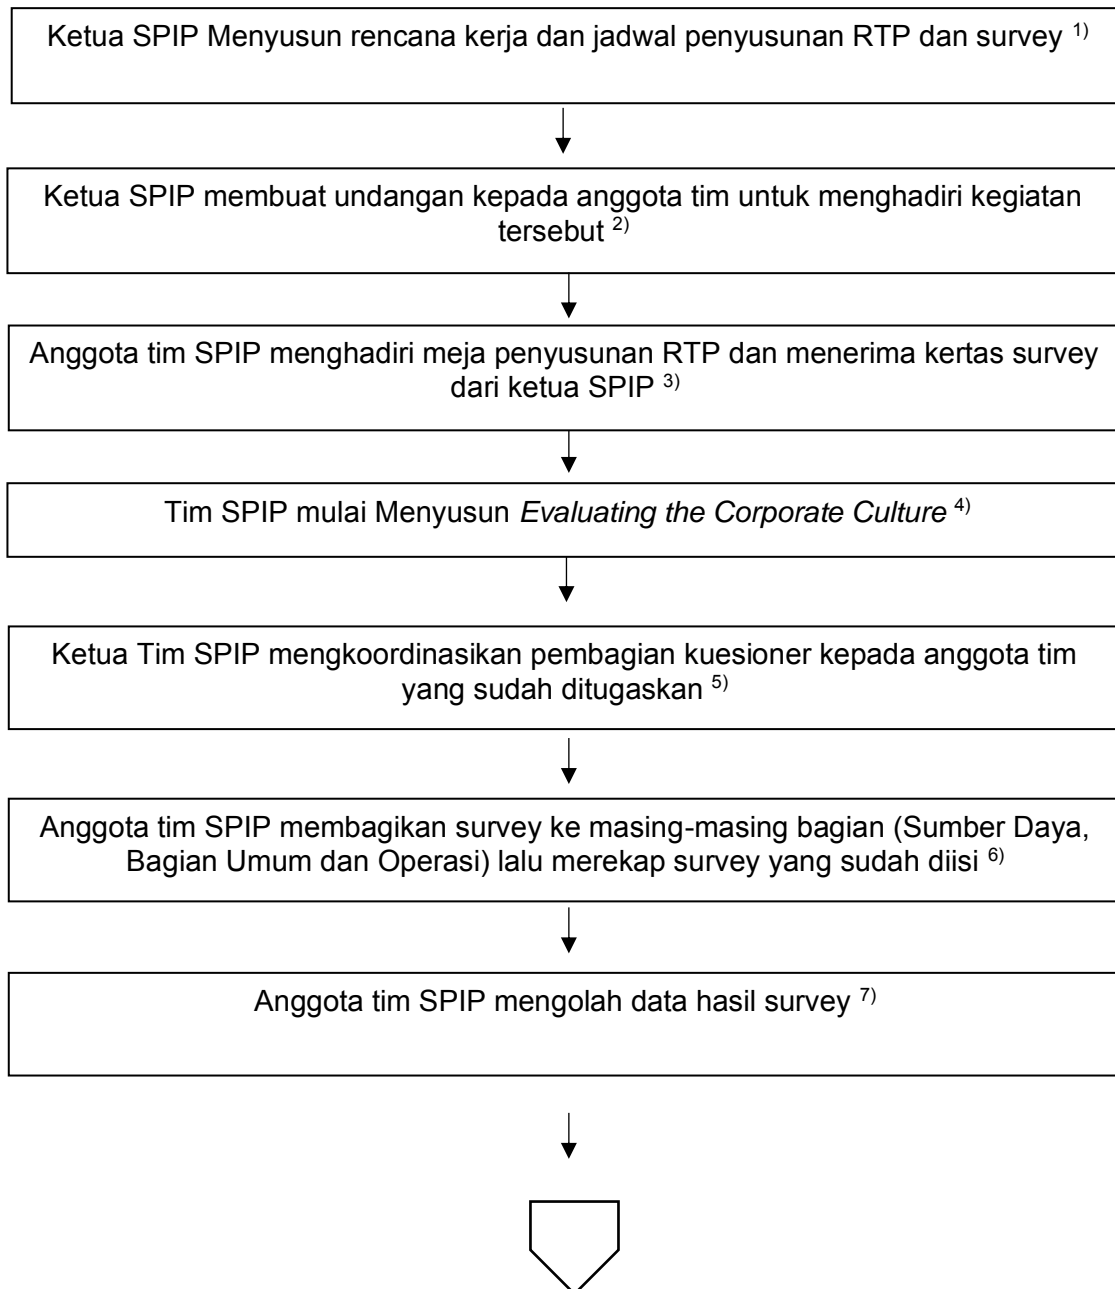 Ketua SPIP Menyusun rencana kerja dan jadwal penyusunan RTP dan survey 1)
Ketua SPIP membuat undangan kepada anggota tim untuk menghadiri kegiatan
tersebut 2)
Anggota tim SPIP menghadiri meja penyusunan RTP dan menerima kertas survey
dari ketua SPIP 3)
Tim SPIP mulai Menyusun Evaluating the Corporate Culture 4)
Ketua Tim SPIP mengkoordinasikan pembagian kuesioner kepada anggota tim
yang sudah ditugaskan 5)
Anggota tim SPIP membagikan survey ke masing-masing bagian (Sumber Daya,
Bagian Umum dan Operasi) lalu merekap survey yang sudah diisi 6)
Anggota tim SPIP mengolah data hasil survey 7)